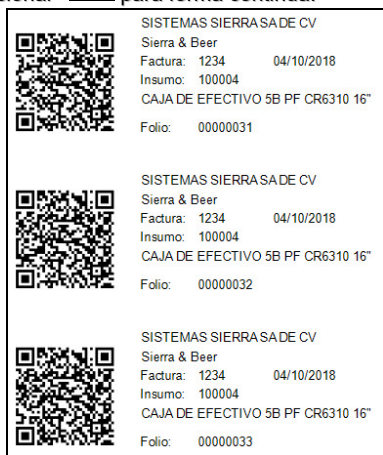 para forma continua.
SISTEMAS SIERRA SA DE CV
Sierra & Beer
Factura: 1234 04/10/2018
Insumo: 100004
CAJA DE EFECTIVO 5B PF CR6310 16"
Folio: 00000031
SISTEMAS SIERRA SA DE CV
Sierra & Beer
Factura: 1234 04/10/2018
Insumo: 100004
CAJA DE EFECTIVO 5B PF CR6310 16"
Folio: 00000032
SISTEMAS SIERRA SA DE CV
Sierra & Beer
Factura: 1234 04/10/2018
Insumo: 100004
CAJA DE EFECTIVO 5B PF CR6310 16"
Folio: 00000033